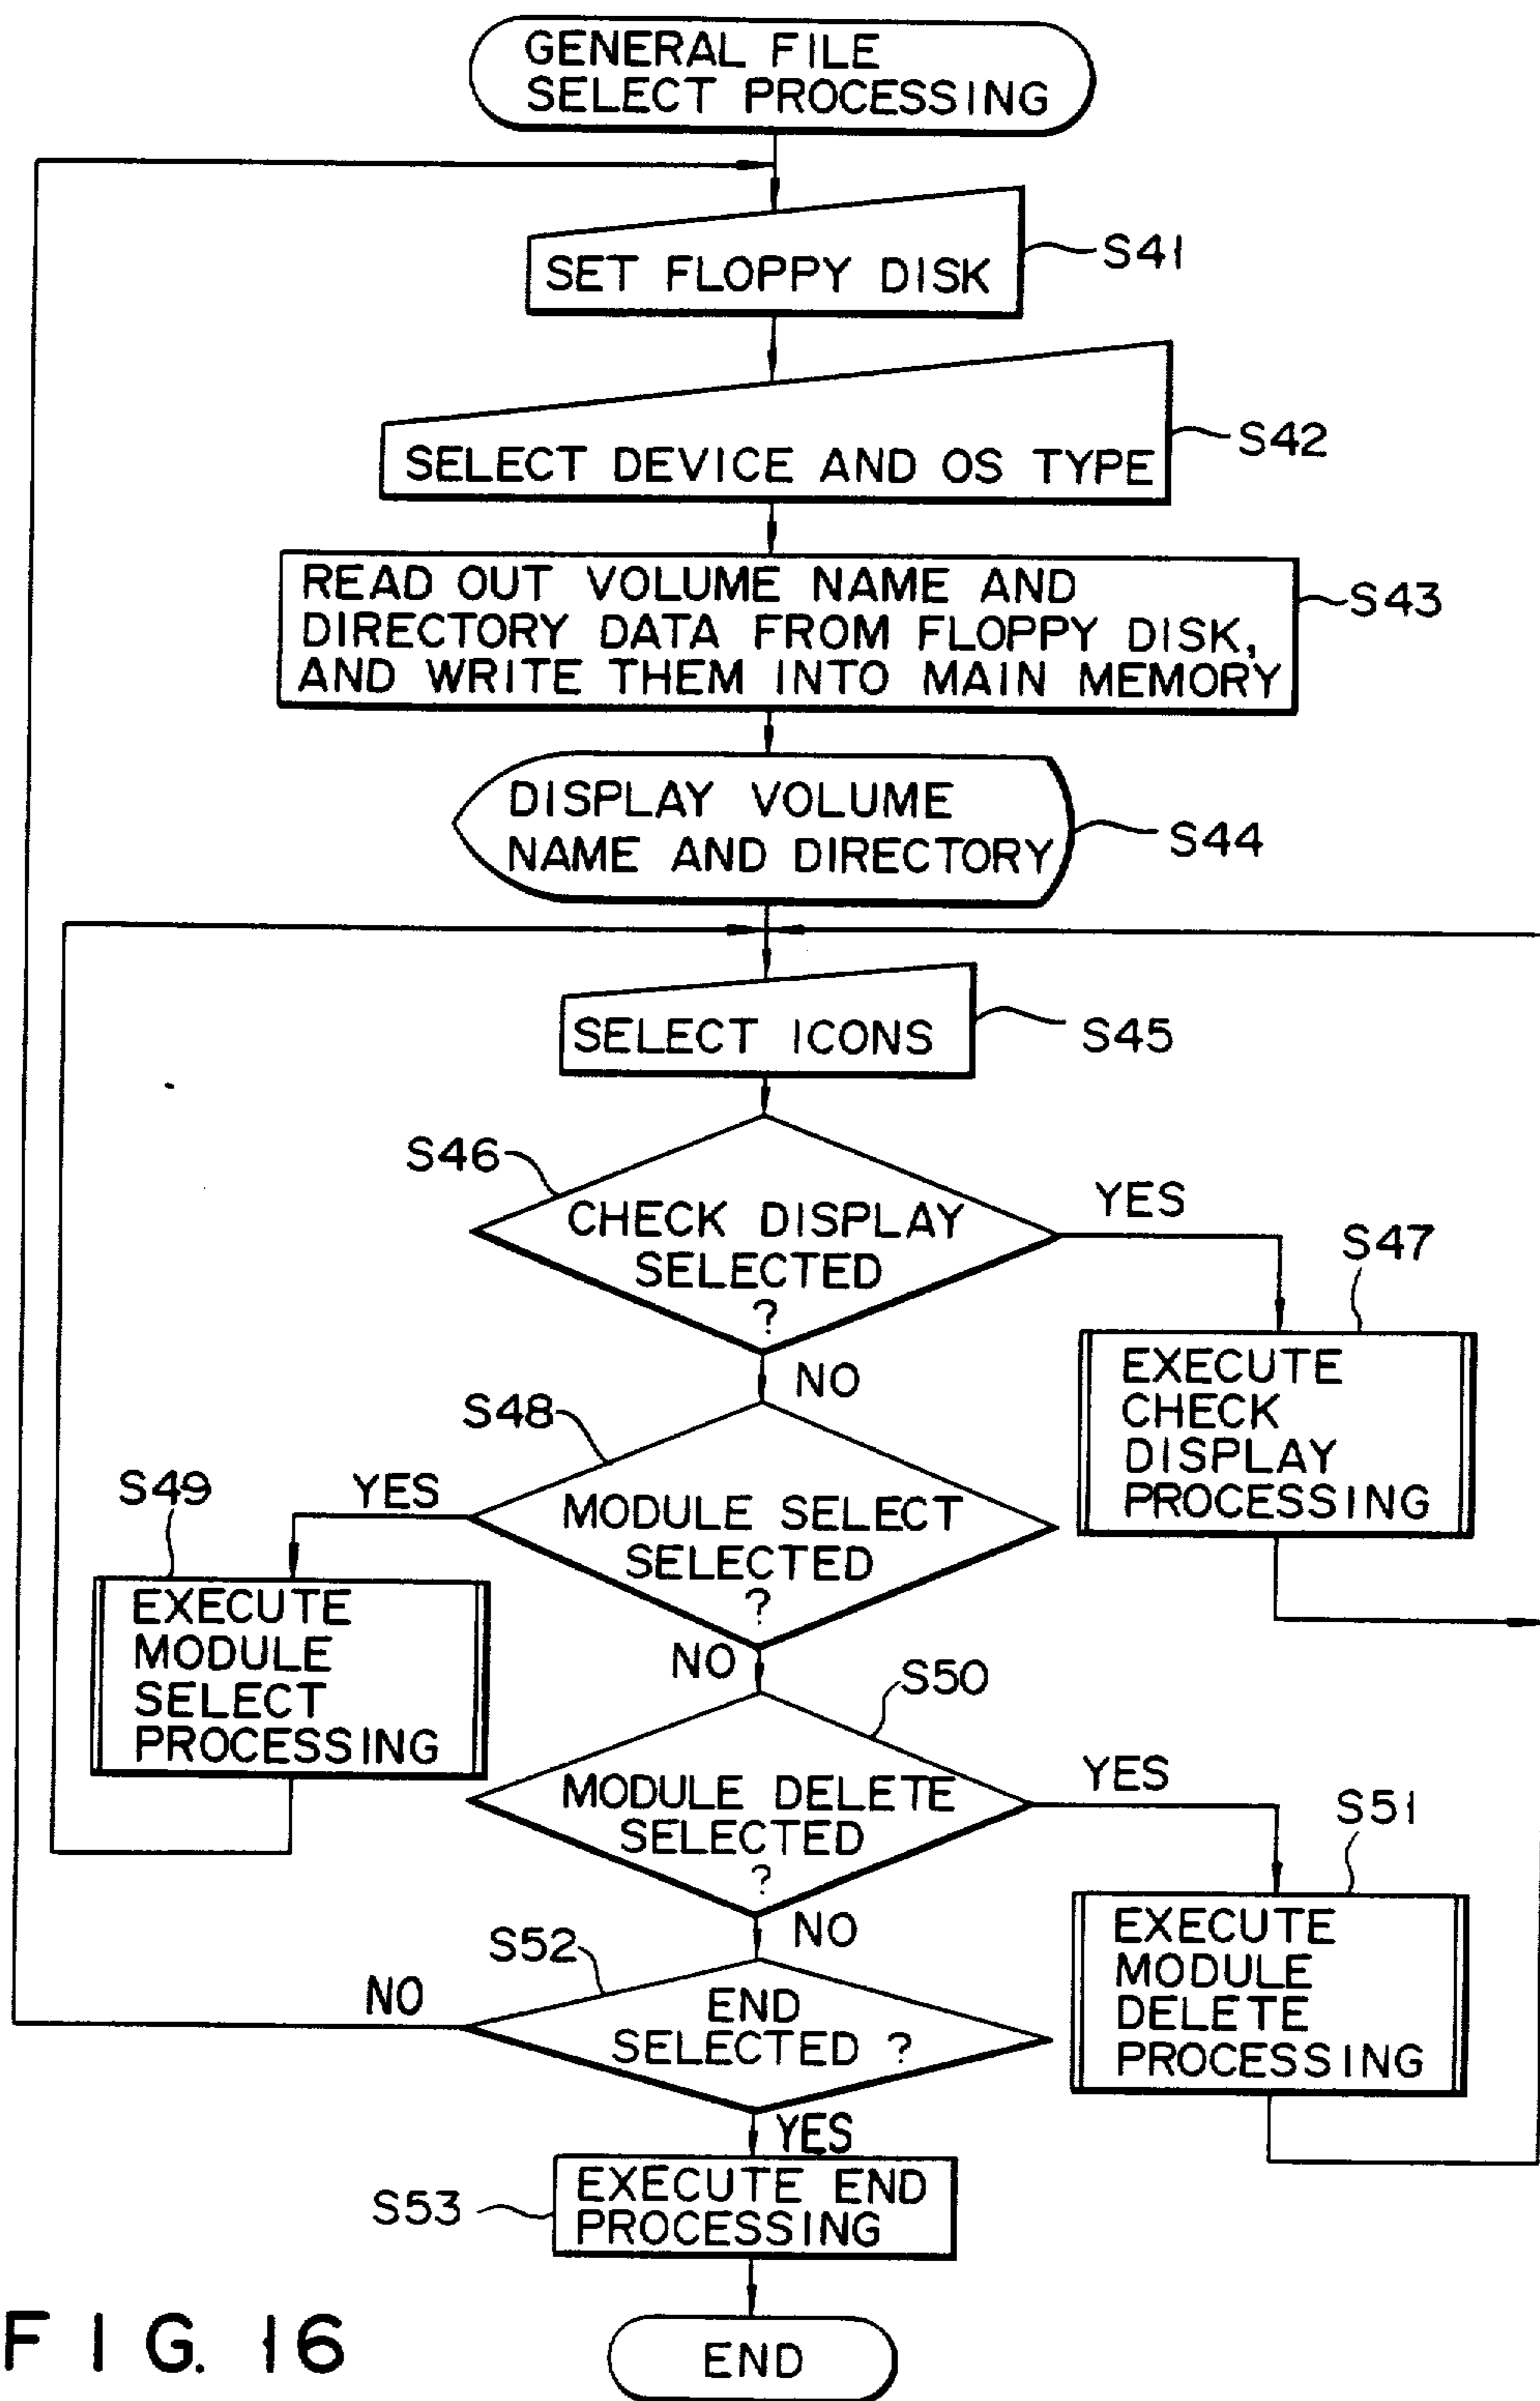 GENERAL FILE
SELECT PROCESSING
SET FLOPPY DISK
S41
SELECT DEVICE AND OS TYPE
S42
READ OUT VOLUME NAME AND
DIRECTORY DATA FROM FLOPPY DISK,
AND WRITE THEM INTO MAIN MEMORY
S43
DISPLAY VOLUME
NAME AND DIRECTORY
S44
SELECT ICONS
S45
S46
CHECK DISPLAY
SELECTED
?
YES
NO
S47
EXECUTE
CHECK
DISPLAY
PROCESSING
S48
MODULE SELECT
SELECTED
?
YES
NO
S49
EXECUTE
MODULE
SELECT
PROCESSING
S50
MODULE DELETE
SELECTED
?
YES
NO
S51
EXECUTE
MODULE
DELETE
PROCESSING
S52
END
SELECTED ?
NO
YES
S53
EXECUTE END
PROCESSING
END
FIG. 16